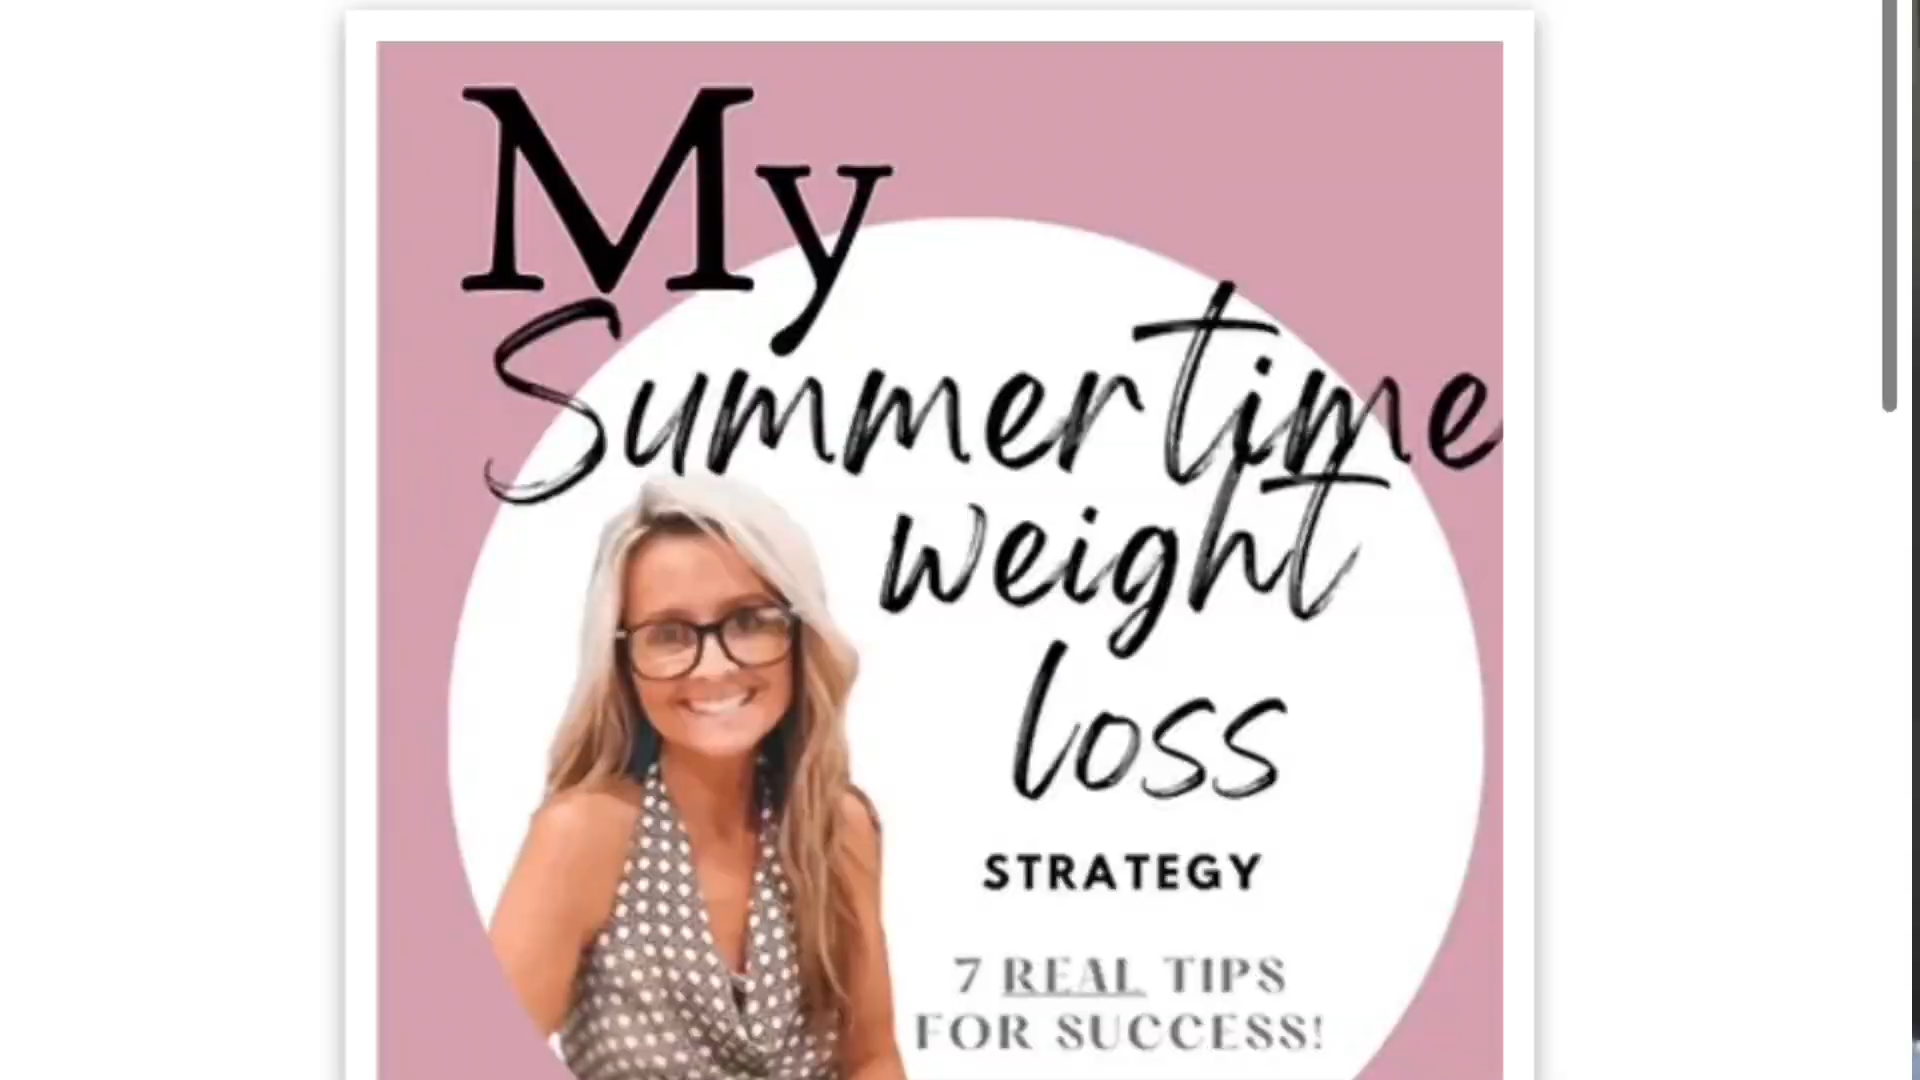 My
Summertime
weight
loss
STRATEGY
7 REAL TIPS
FOR SUCCESS!